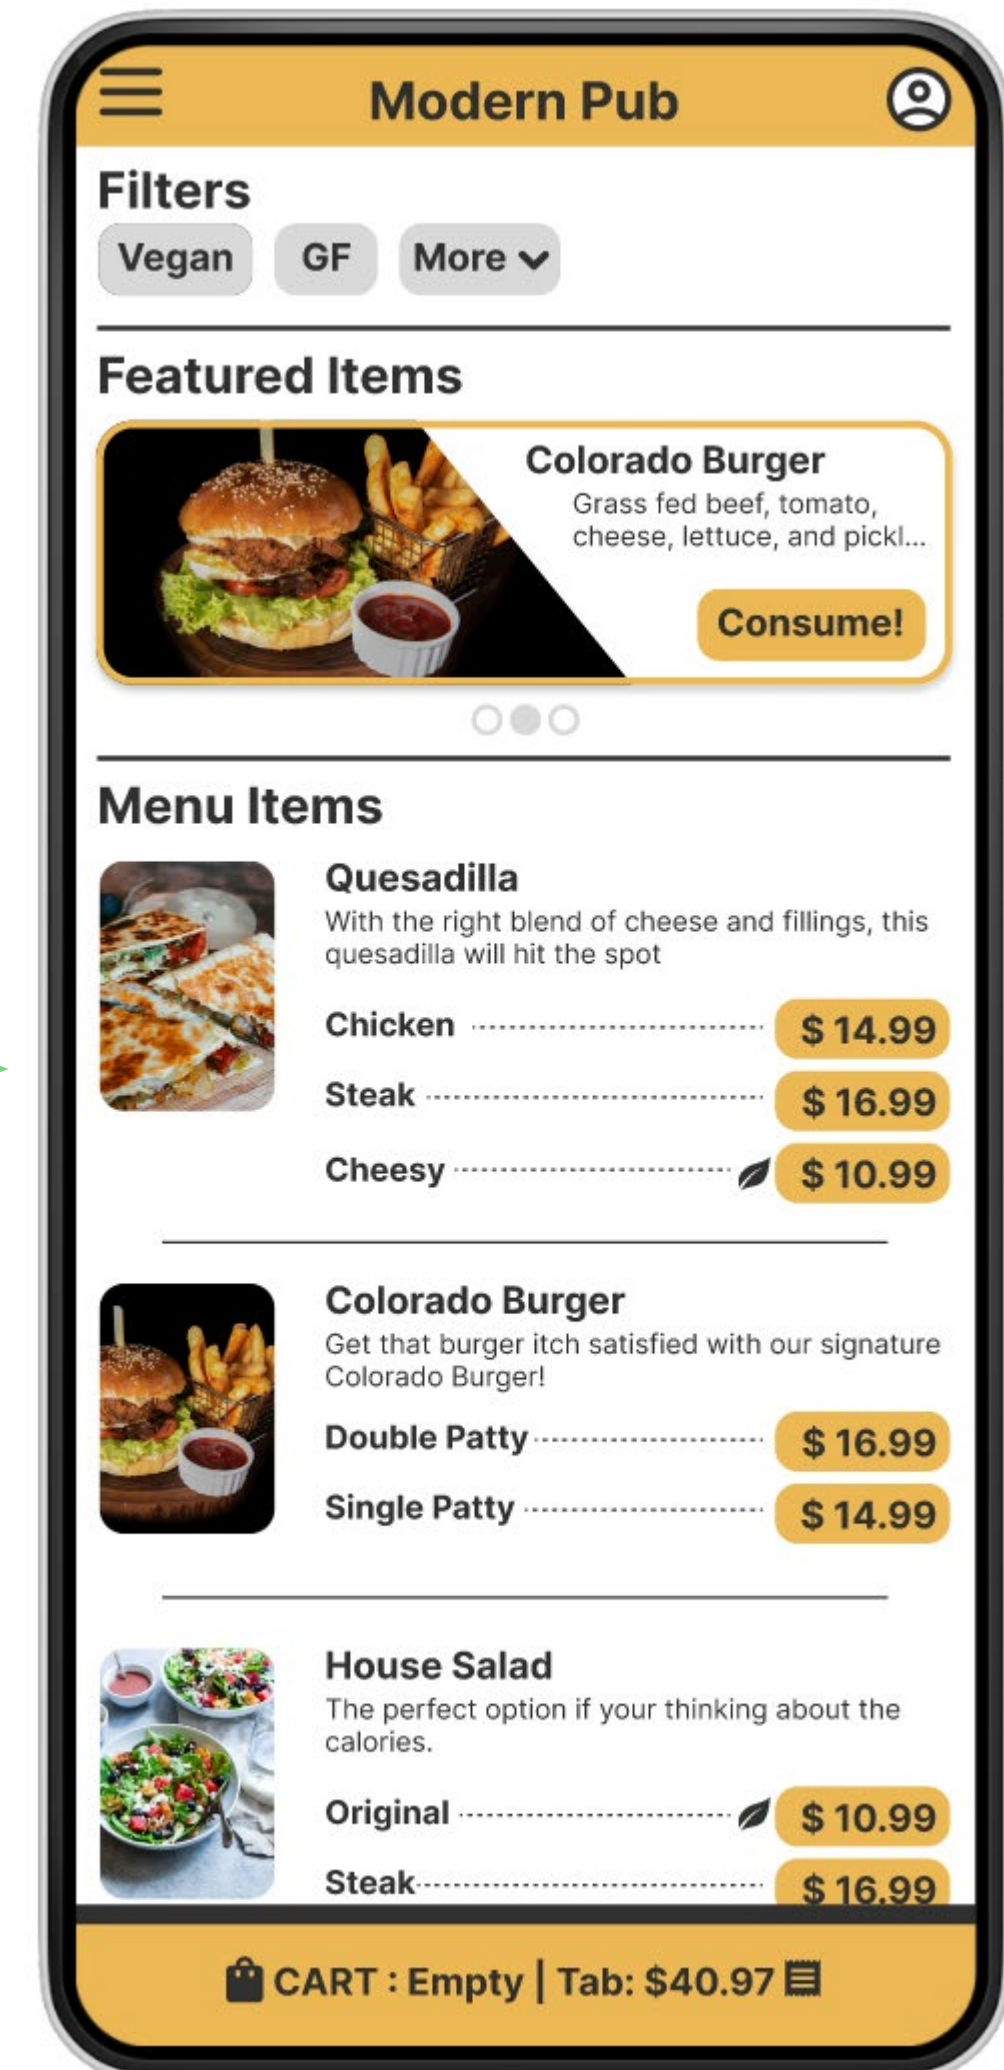 Modern Pub
Filters
Vegan GF More
Featured Items
Colorado Burger
Grass fed beef, tomato,
cheese, lettuce, and pickl...
Consume!
Menu Items
Quesadilla
With the right blend of cheese and fillings, this
quesadilla will hit the spot
Chicken $ 14.99
Steak $ 16.99
Cheesy $ 10.99
Colorado Burger
Get that burger itch satisfied with our signature
Colorado Burger!
Double Patty $ 16.99
Single Patty $ 14.99
House Salad
The perfect option if your thinking about the
calories.
Original $ 10.99
Steak $ 16.99
CART : Empty | Tab: $40.97